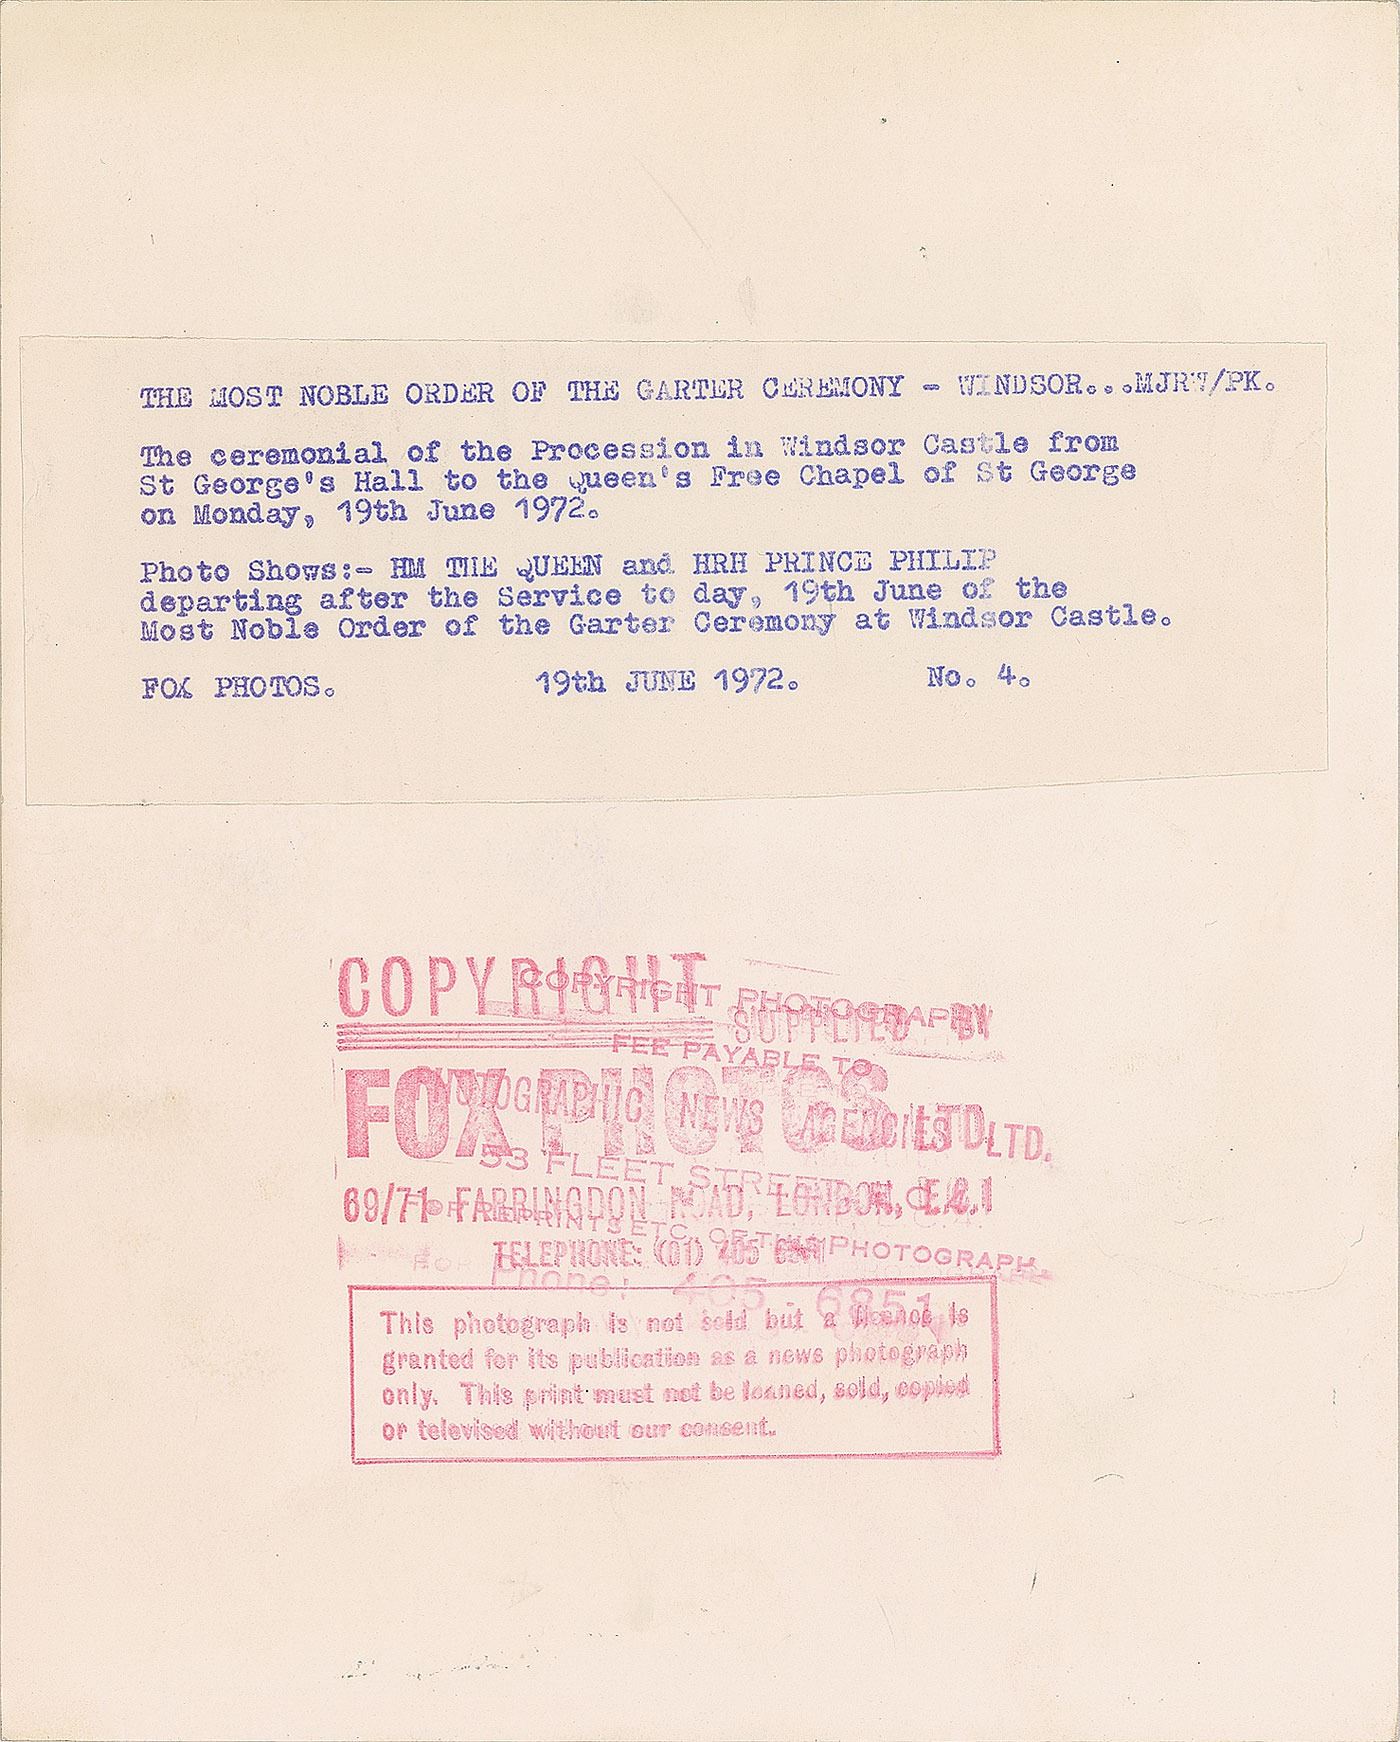 THE MOST NOBLE ORDER OF THE GARTER CEREMONY - WINDSOR...MJRW/PK.
The ceremonial of the Procession in Windsor Castle from
St George's Hall to the Queen's Free Chapel of St George
on Monday, 19th June 1972.
Photo Shows:- HM THE QUEEN and HRH PRINCE PHILIP
departing after the Service to day, 19th June of the
Most Noble Order of the Garter Ceremony at Windsor Castle.
FOX PHOTOS. 19th JUNE 1972. No. 4.
COPYRIGHT
COPYRIGHT PHOTOGRAPH
SUPPLIED BY
FEE PAYABLE TO
FOX PHOTOS LTD
PHOTOGRAPHIC NEWS AGENCIES LTD.
53 FLEET STREET
69/71 FARRINGDON ROAD, LONDON, E.C.1
FOR REPRINTS ETC. OF THIS PHOTOGRAPH
TELEPHONE: (01) 405
Phone: 405 6851
This photograph is not sold but a licence is
granted for its publication as a news photograph
only. This print must not be loaned, sold, copied
or televised without our consent.